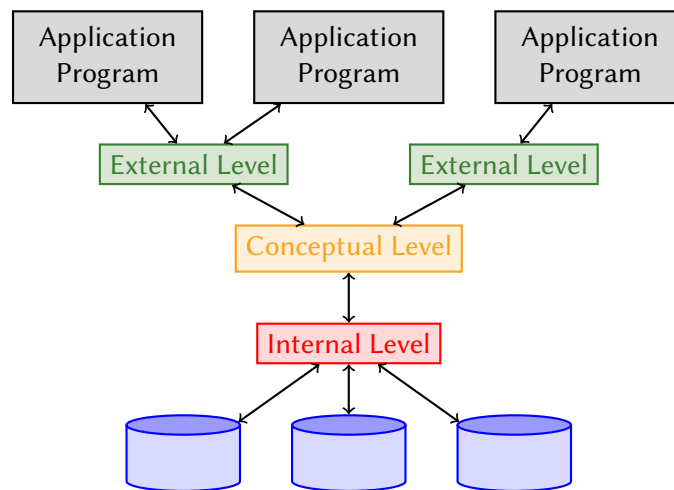 Application
Program
Application
Program
Application
Program
External Level
External Level
Conceptual Level
Internal Level